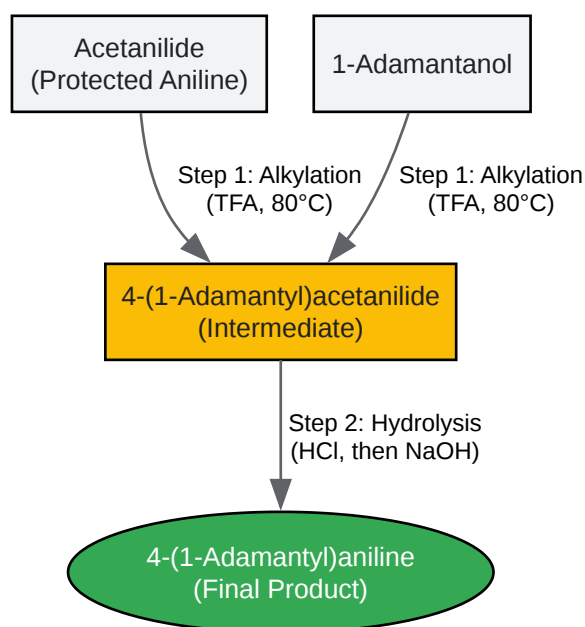 Acetanilide
(Protected Aniline)
1-Adamantanol
Step 1: Alkylation
(TFA, 80°C)
Step 1: Alkylation
(TFA, 80°C)
4-(1-Adamantyl)acetanilide
(Intermediate)
Step 2: Hydrolysis
(HCl, then NaOH)
4-(1-Adamantyl)aniline
(Final Product)